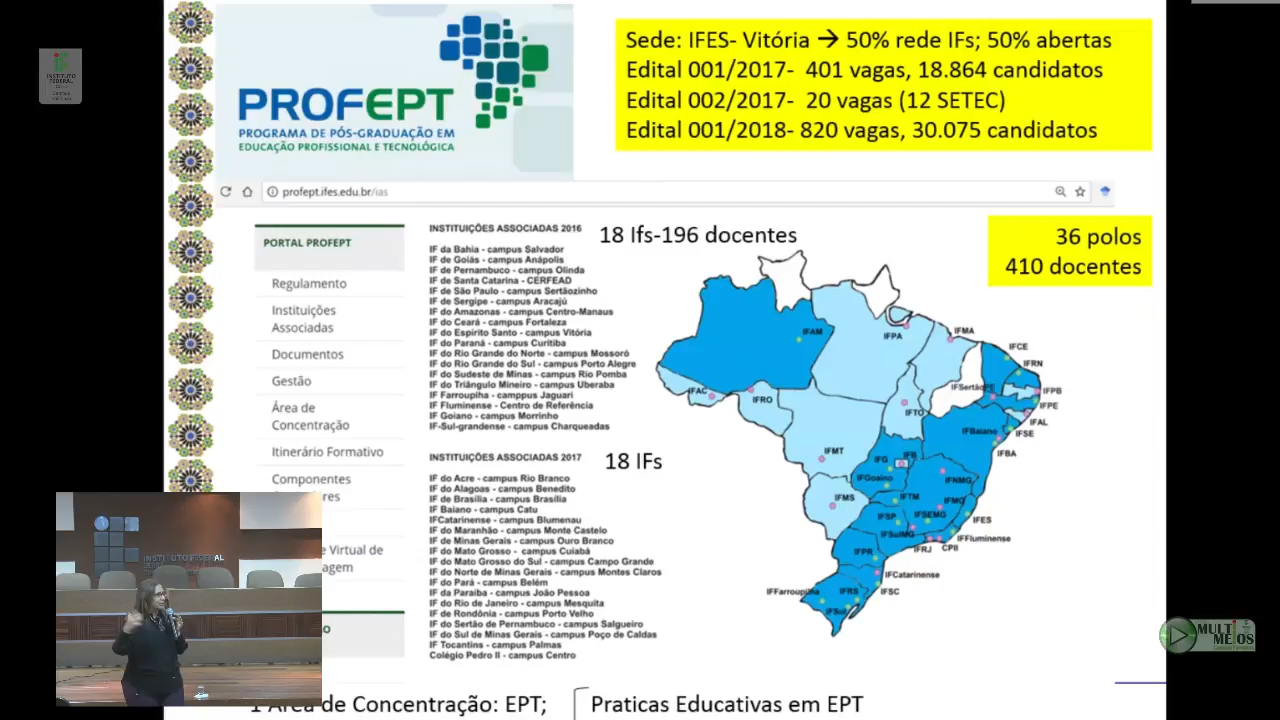 INSTITUTO
FEDERAL
PROFEPT
PROGRAMA DE PÓS-GRADUAÇÃO EM
EDUCAÇÃO PROFISSIONAL E TECNOLÓGICA
Sede: IFES- Vitória → 50% rede IFs; 50% abertas
Edital 001/2017- 401 vagas, 18.864 candidatos
Edital 002/2017- 20 vagas (12 SETEC)
Edital 001/2018- 820 vagas, 30.075 candidatos
profept.ifes.edu.br/ias
PORTAL PROFEPT
Regulamento
Instituições
Associadas
Documentos
Gestão
Área de
Concentração
Itinerário Formativo
Componentes
INSTITUIÇÕES ASSOCIADAS 2016
18 Ifs-196 docentes
IF da Bahia - campus Salvador
IF de Goiás - campus Anápolis
IF de Pernambuco - campus Olinda
IF de Santa Catarina - CERFEAD
IF de São Paulo - campus Sertãozinho
IF de Sergipe - campus Aracajú
IF do Amazonas - campus Centro-Manaus
IF do Ceará - campus Fortaleza
IF do Espírito Santo - campus Vitória
IF do Paraná - campus Curitiba
IF do Rio Grande do Norte - campus Mossoró
IF do Rio Grande do Sul - campus Porto Alegre
IF do Sudeste de Minas - campus Rio Pomba
IF do Triângulo Mineiro - campus Uberaba
IF Farroupiha - camppus Jaguari
IF Fluminense - Centro de Referência
IF Goiano - campus Morrinho
IF-Sul-grandense - campus Charqueadas
INSTITUIÇÕES ASSOCIADAS 2017
18 IFs
IF do Acre - campus Rio Branco
IF do Alagoas - campus Benedito
IF de Brasília - campus Brasília
IF Baiano - campus Catu
IFCatarinense - campus Blumenau
IF do Maranhão - campus Monte Castelo
IF de Minas Gerais - campus Ouro Branco
IF do Mato Grosso - campus Cuiabá
IF do Mato Grosso do Sul - campus Campo Grande
IF do Norte de Minas Gerais - campus Montes Claros
IF do Pará - campus Belém
IF da Paraíba - campus João Pessoa
IF do Rio de Janeiro - campus Mesquita
IF de Rondônia - campus Porto Velho
IF do Sertão de Pernambuco - campus Salgueiro
IF do Sul de Minas Gerais - campus Poço de Caldas
IF Tocantins - campus Palmas
Colégio Pedro II - campus Centro
36 polos
410 docentes
IFAM
IFPA
IFMA
IFCE
IFRN
IFSertãoPE
IFPB
IFPE
IFAL
IFSE
IFBA
IFBaiano
IFAC
IFRO
IFTO
IFMT
IFG
IFB
IFGoaino
IFNMG
IFMS
IFTM
IFMG
IFSP
IFSEMG
IFES
IFSulMG
IFFluminense
IFRJ
CPII
IFPR
IFCatarinense
IFFarroupilha
IFRS
IFSC
IFSul
e Virtual de
agem
INSTITUTO FEDERAL
MULTIMEIOS
1 Área de Concentração: EPT;
Praticas Educativas em EPT